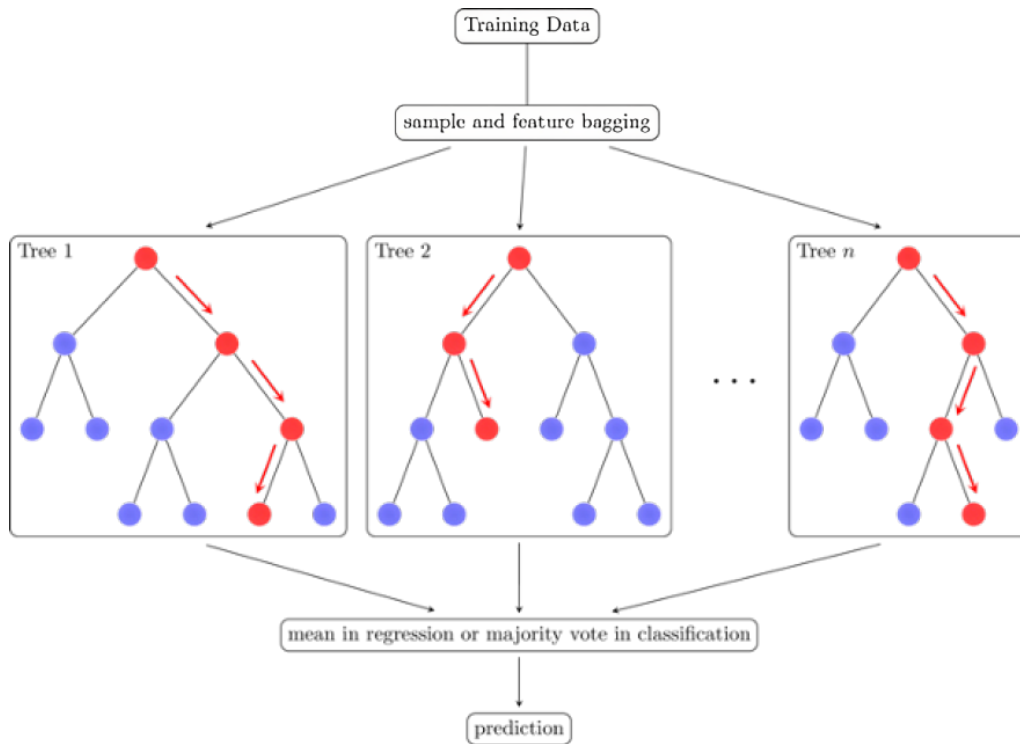 Training Data
sample and feature bagging
Tree 1
Tree 2
Tree n
. . .
mean in regression or majority vote in classification
prediction